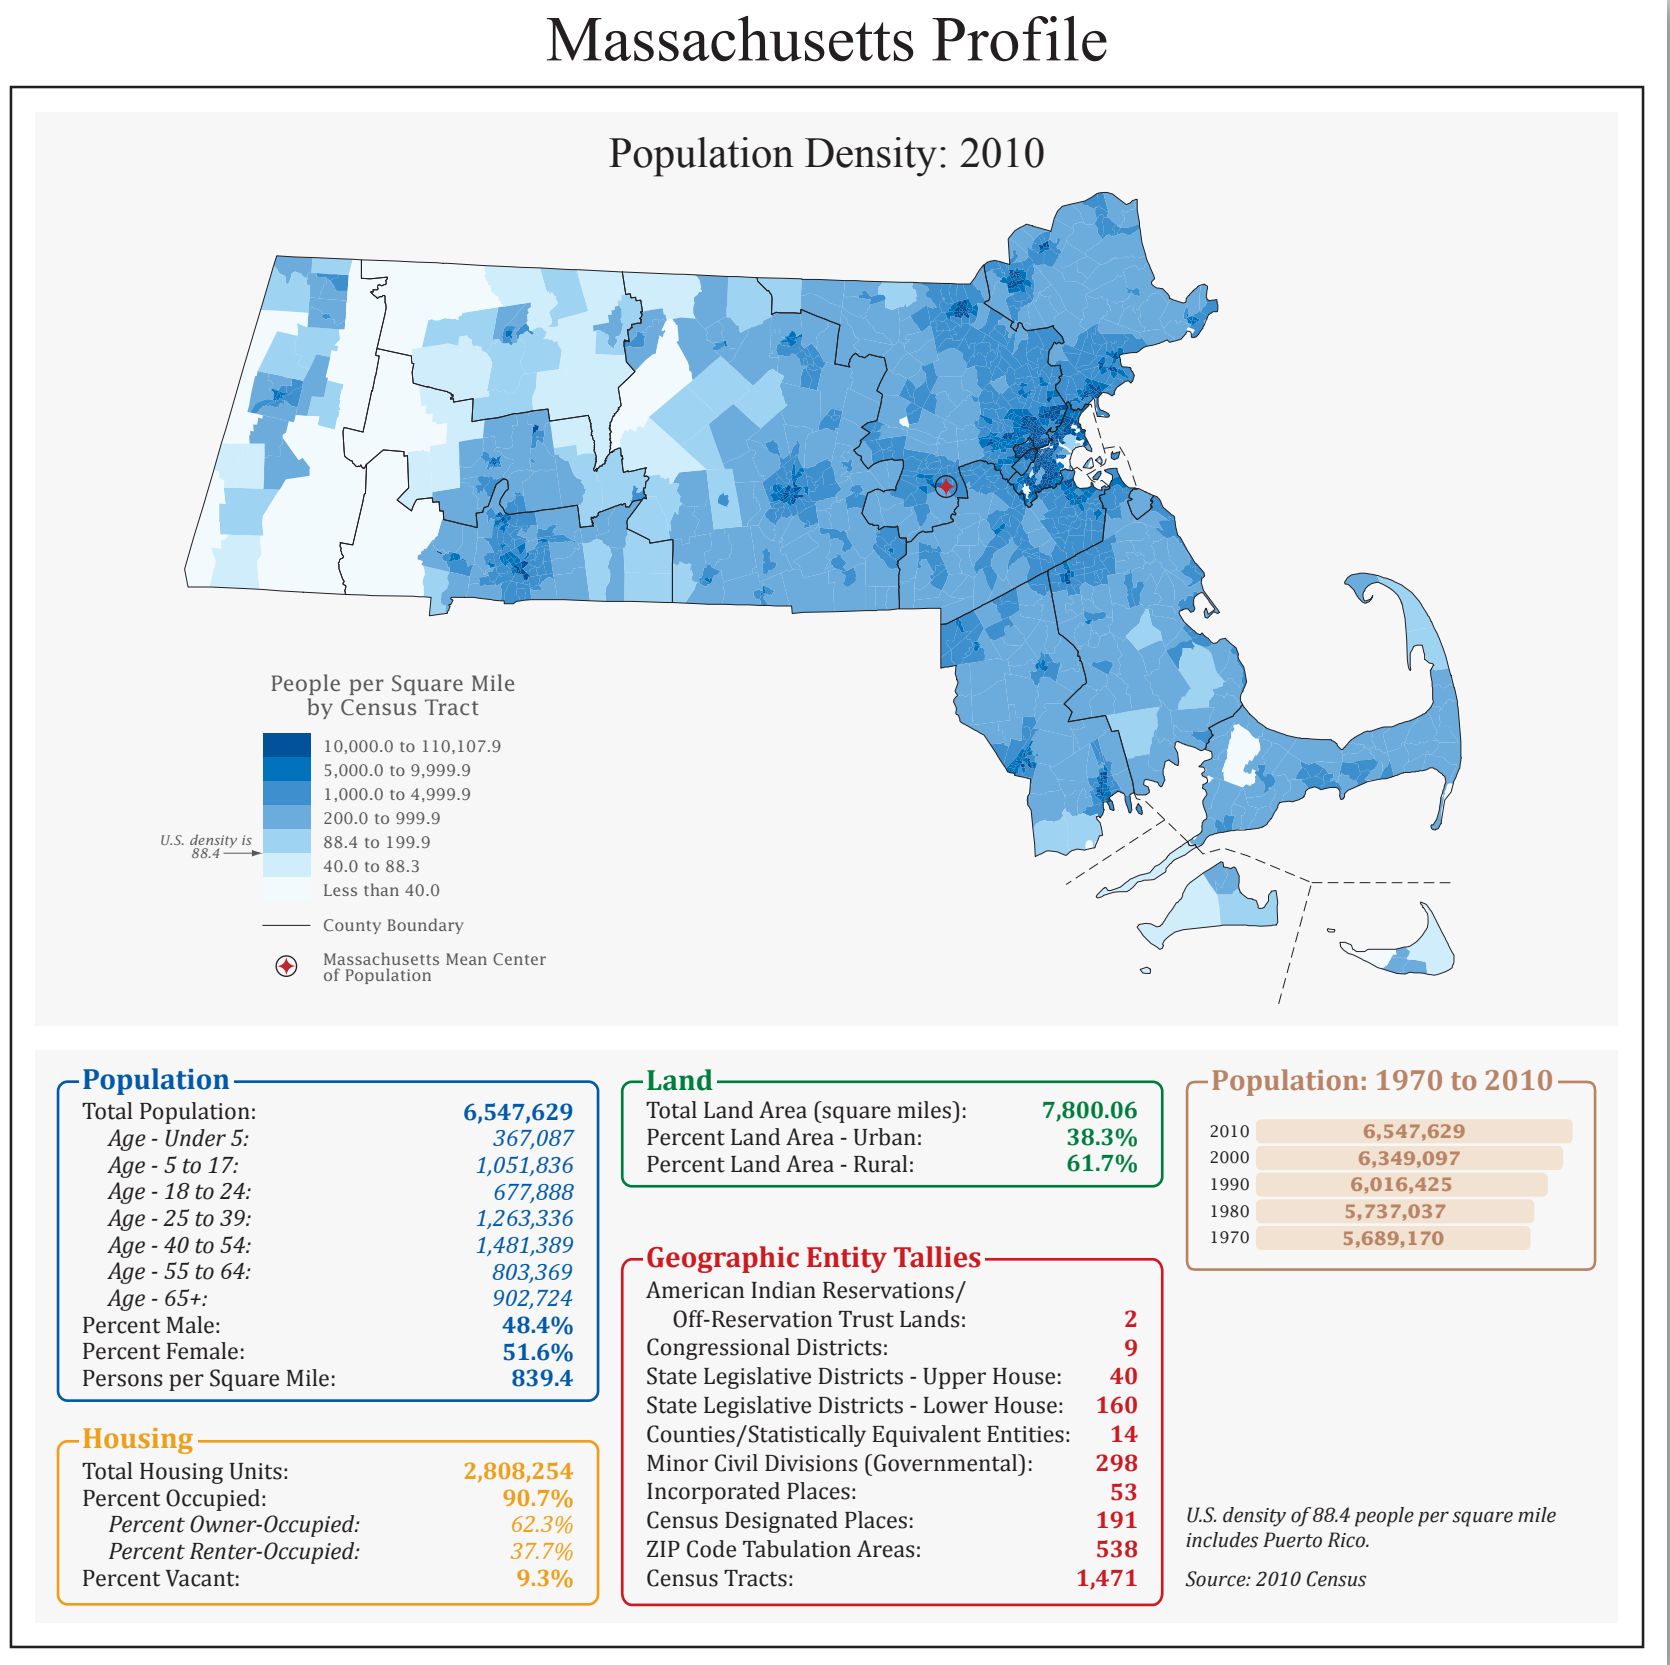 Massachusetts Profile
Population Density: 2010
People per Square Mile
by Census Tract
10,000.0 to 110,107.9
5,000.0 to 9,999.9
1,000.0 to 4,999.9
200.0 to 999.9
88.4 to 199.9
40.0 to 88.3
Less than 40.0
U.S. density is
88.4
County Boundary
Massachusetts Mean Center
of Population
Population
Total Population: 6,547,629
Age - Under 5: 367,087
Age - 5 to 17: 1,051,836
Age - 18 to 24: 677,888
Age - 25 to 39: 1,263,336
Age - 40 to 54: 1,481,389
Age - 55 to 64: 803,369
Age - 65+: 902,724
Percent Male: 48.4%
Percent Female: 51.6%
Persons per Square Mile: 839.4
Housing
Total Housing Units: 2,808,254
Percent Occupied: 90.7%
Percent Owner-Occupied: 62.3%
Percent Renter-Occupied: 37.7%
Percent Vacant: 9.3%
Land
Total Land Area (square miles): 7,800.06
Percent Land Area - Urban: 38.3%
Percent Land Area - Rural: 61.7%
Geographic Entity Tallies
American Indian Reservations/
Off-Reservation Trust Lands: 2
Congressional Districts: 9
State Legislative Districts - Upper House: 40
State Legislative Districts - Lower House: 160
Counties/Statistically Equivalent Entities: 14
Minor Civil Divisions (Governmental): 298
Incorporated Places: 53
Census Designated Places: 191
ZIP Code Tabulation Areas: 538
Census Tracts: 1,471
Population: 1970 to 2010
2010 6,547,629
2000 6,349,097
1990 6,016,425
1980 5,737,037
1970 5,689,170
U.S. density of 88.4 people per square mile
includes Puerto Rico.
Source: 2010 Census